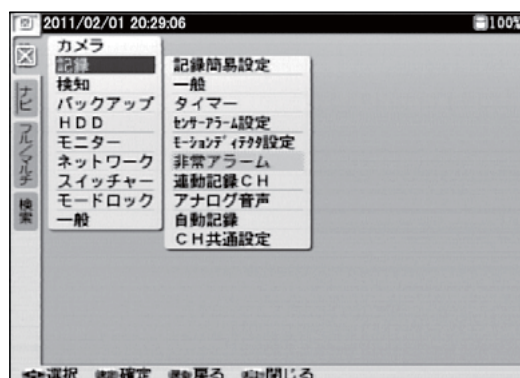 2011/02/01 20:29:06 100%
カメラ
記録
検知
バックアップ
HDD
モニター
ネットワーク
スイッチャー
モードロック
一般
記録簡易設定
一般
タイマー
センサーアラーム設定
モーションディテクタ設定
非常アラーム
連動記録CH
アナログ音声
自動記録
CH共通設定
ナビ
フル/マルチ
検索
選択 確定 戻る 閉じる